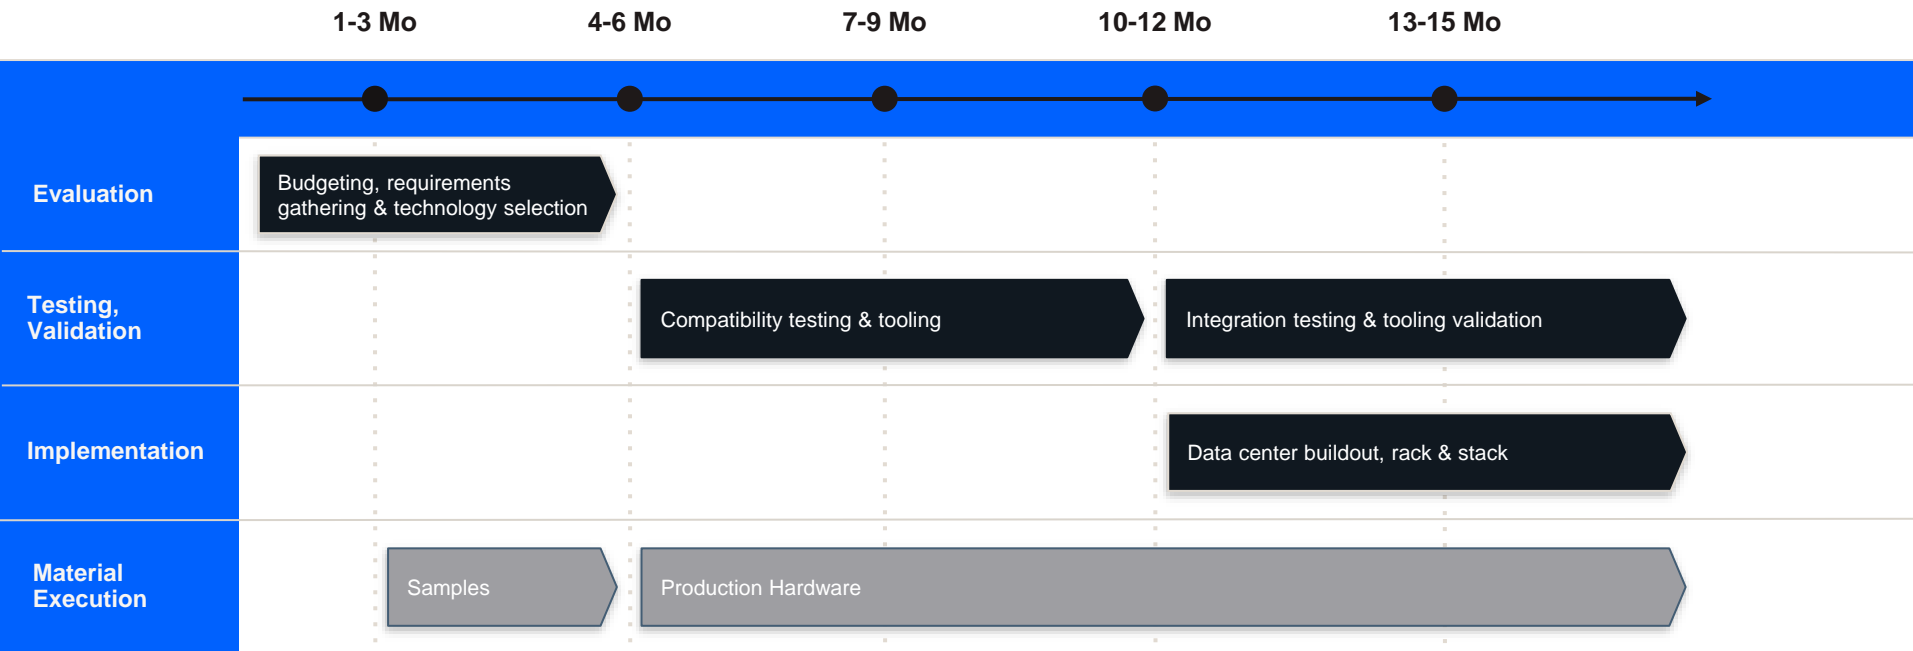 1-3 Mo
4-6 Mo
7-9 Mo
10-12 Mo
13-15 Mo
Evaluation
Budgeting, requirements
gathering & technology selection
Testing,
Validation
Compatibility testing & tooling
Integration testing & tooling validation
Implementation
Data center buildout, rack & stack
Material
Execution
Samples
Production Hardware